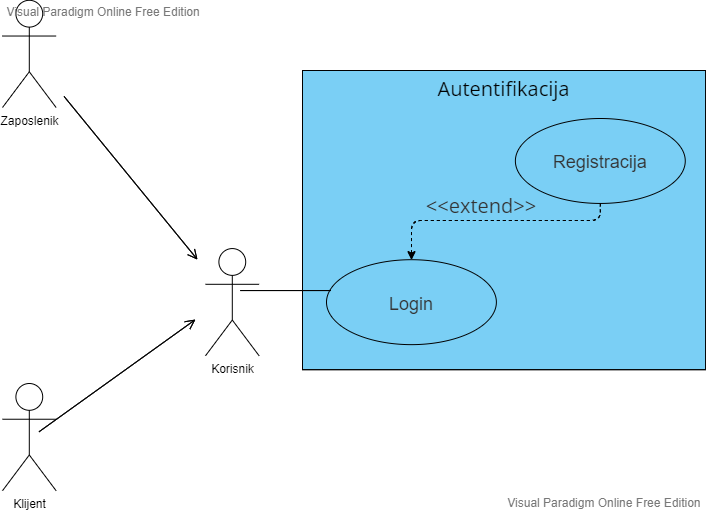 Visual Paradigm Online Free Edition
Autentifikacija
Zaposlenik
Registracija
<<extend>>
Login
Korisnik
Klijent
Visual Paradigm Online Free Edition